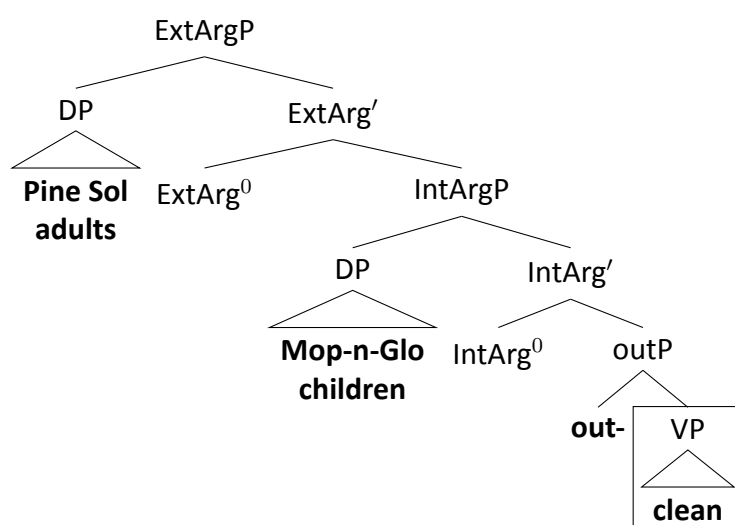 ExtArgP
DP ExtArg′
Pine Sol
adults
ExtArg⁰ IntArgP
DP IntArg′
Mop-n-Glo
children
IntArg⁰ outP
out- VP
clean